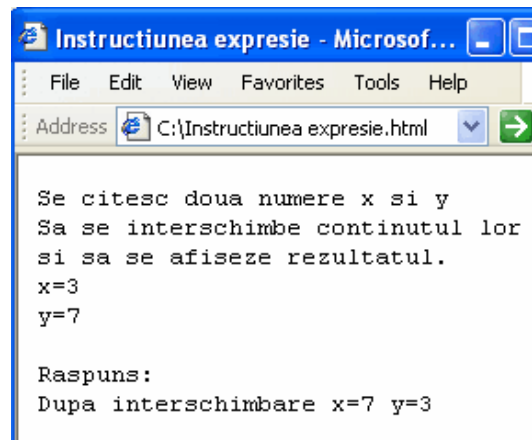 Instructiunea expresie - Microsof...
File Edit View Favorites Tools Help
Address C:\Instructiunea expresie.html
Se citesc doua numere x si y
Sa se interschimbe continutul lor
si sa se afiseze rezultatul.
x=3
y=7
Raspuns:
Dupa interschimbare x=7 y=3